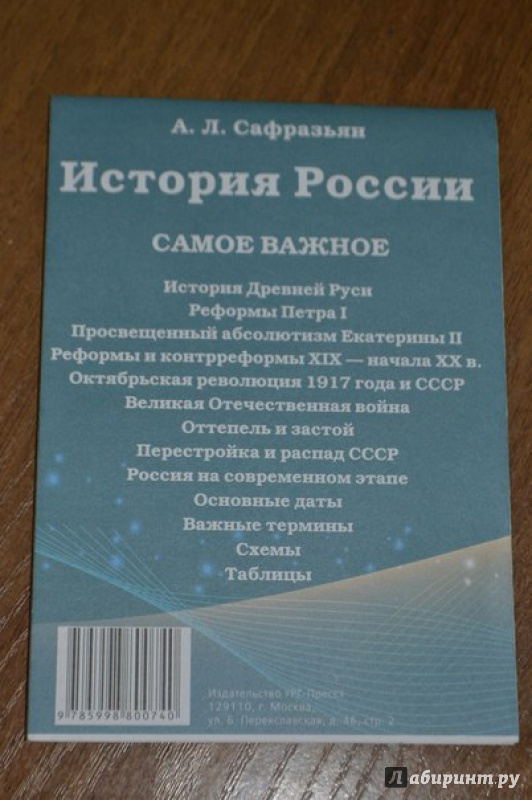 А. Л. Сафразьян
История России
САМОЕ ВАЖНОЕ
История Древней Руси
Реформы Петра I
Просвещенный абсолютизм Екатерины II
Реформы и контрреформы XIX — начала XX в.
Октябрьская революция 1917 года и СССР
Великая Отечественная война
Оттепель и застой
Перестройка и распад СССР
Россия на современном этапе
Основные даты
Важные термины
Схемы
Таблицы
9 785998 800740
Издательство «РГ-Пресс»
129110, г. Москва,
ул. Б. Переяславская, д. 46, стр. 2
Лабиринт.ру